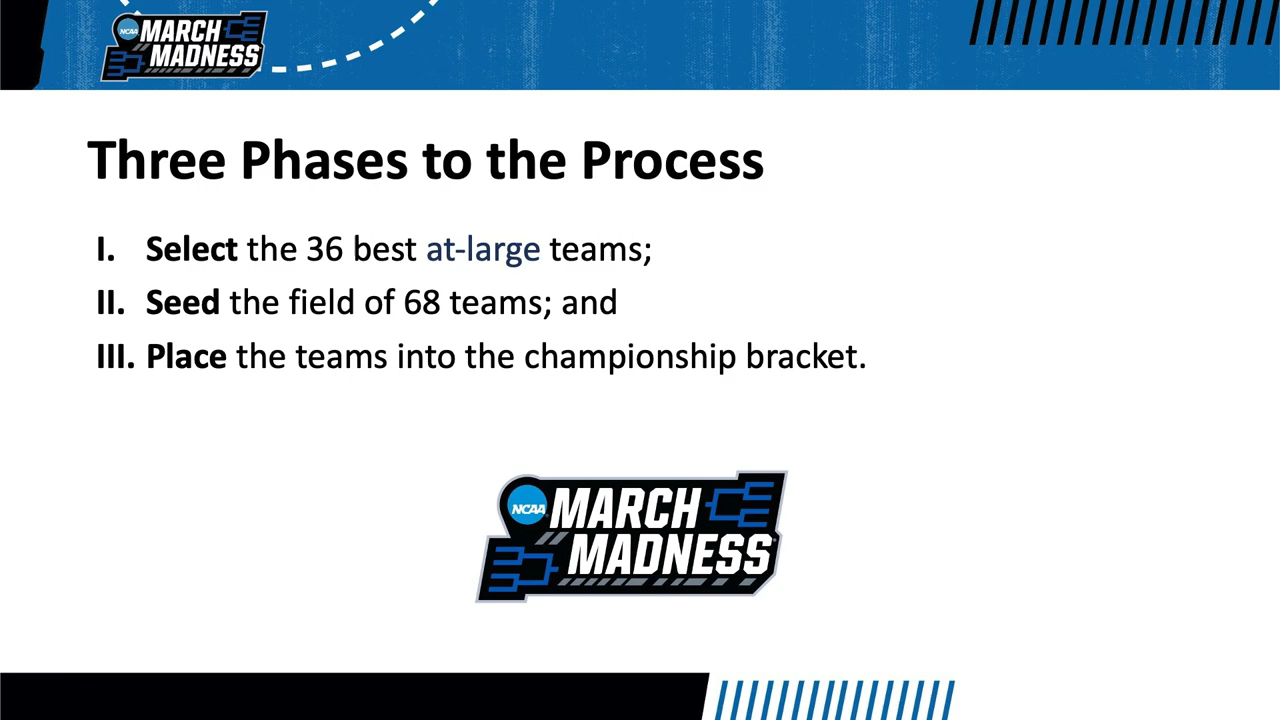 NCAA MARCH
MADNESS
Three Phases to the Process
I. Select the 36 best at-large teams;
II. Seed the field of 68 teams; and
III. Place the teams into the championship bracket.
NCAA MARCH
MADNESS